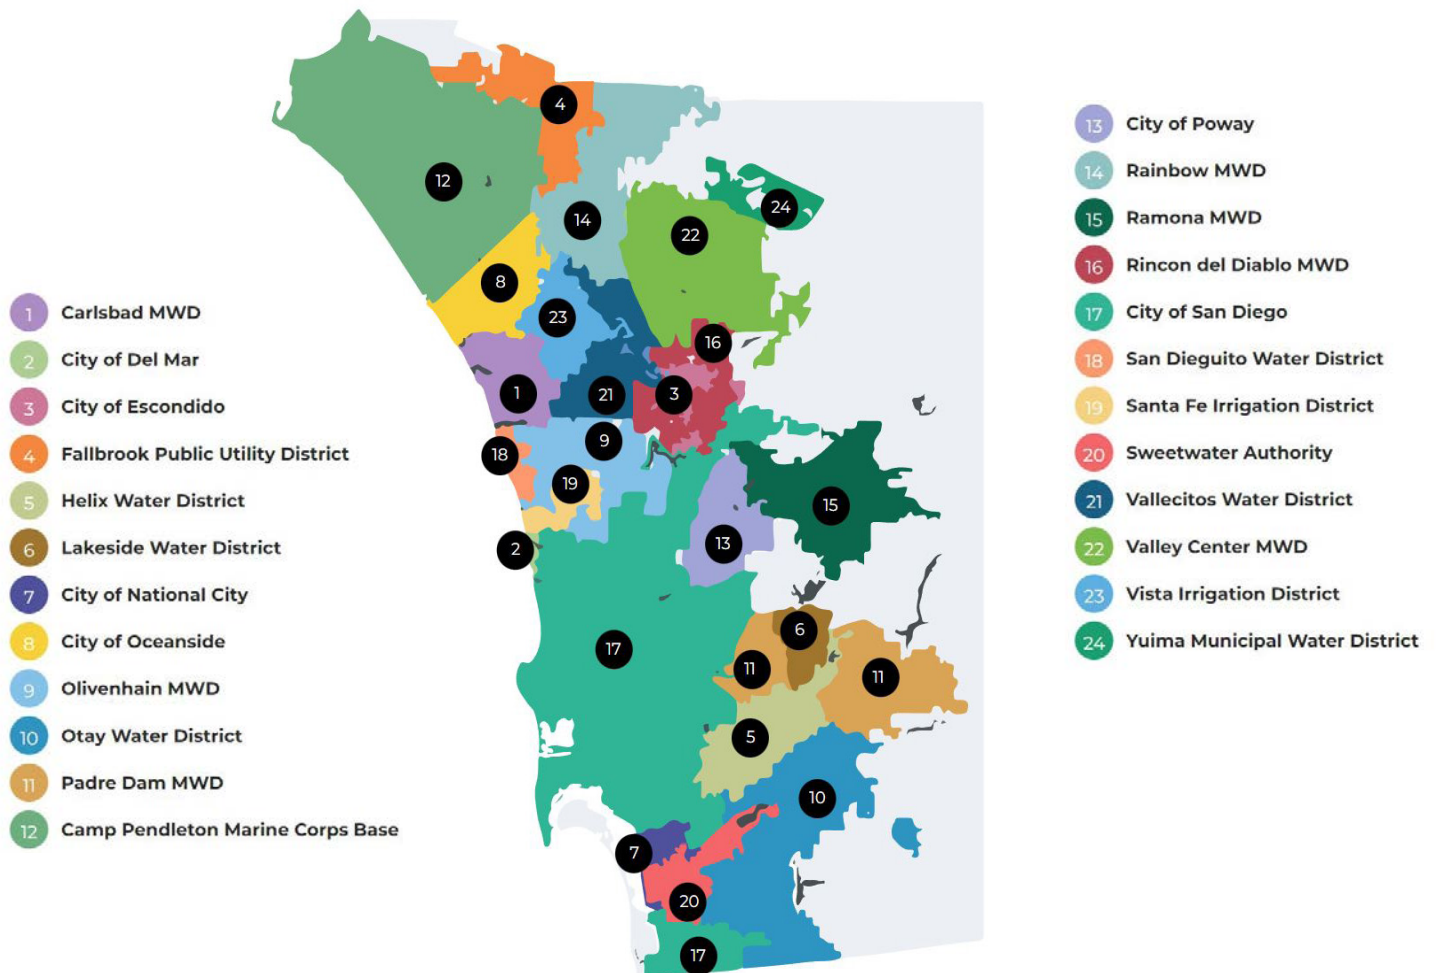 1 Carlsbad MWD
2 City of Del Mar
3 City of Escondido
4 Fallbrook Public Utility District
5 Helix Water District
6 Lakeside Water District
7 City of National City
8 City of Oceanside
9 Olivenhain MWD
10 Otay Water District
11 Padre Dam MWD
12 Camp Pendleton Marine Corps Base
4
12
14
24
22
8
23
16
1
21
3
9
18
19
15
13
2
6
17
11
11
5
10
7
20
17
13 City of Poway
14 Rainbow MWD
15 Ramona MWD
16 Rincon del Diablo MWD
17 City of San Diego
18 San Dieguito Water District
19 Santa Fe Irrigation District
20 Sweetwater Authority
21 Vallecitos Water District
22 Valley Center MWD
23 Vista Irrigation District
24 Yuima Municipal Water District